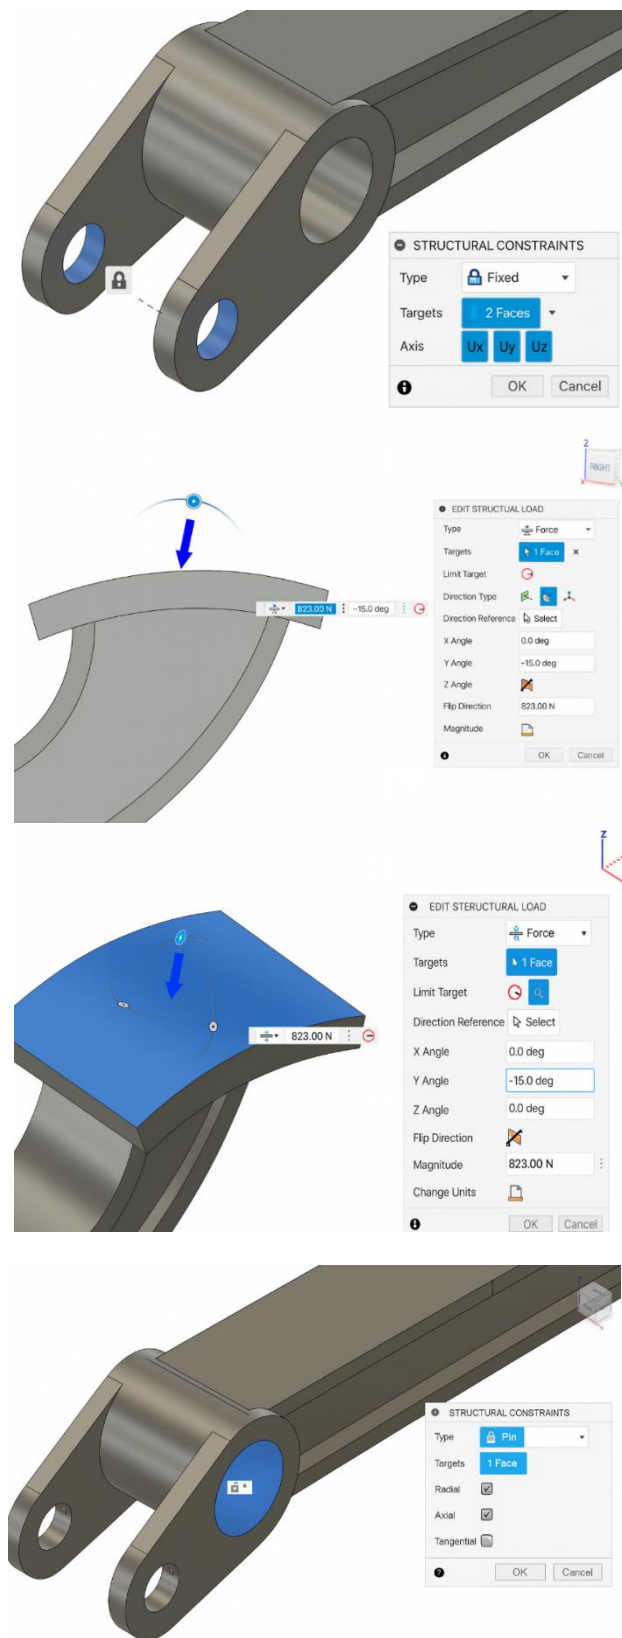 STRUCTURAL CONSTRAINTS
Type Fixed
Targets 2 Faces
Axis Ux Uy Uz
OK Cancel
Z
RIGHT
X
EDIT STRUCTUAL LOAD
Type Force
Targets 1 Face ×
Limit Target
Direction Type
823.00 N -15.0 deg
Direction Reference Select
X Angle 0.0 deg
Y Angle -15.0 deg
Z Angle
Flip Direction 823.00 N
Magnitude
OK Cancel
Z
EDIT STERUCTURAL LOAD
Type Force
Targets 1 Face
Limit Target
Direction Reference Select
823.00 N
X Angle 0.0 deg
Y Angle -15.0 deg
Z Angle 0.0 deg
Flip Direction
Magnitude 823.00 N
Change Units
OK Cancel
STRUCTURAL CONSTRAINTS
Type Pin
Targets 1 Face
Radial
Axial
Tangential
OK Cancel